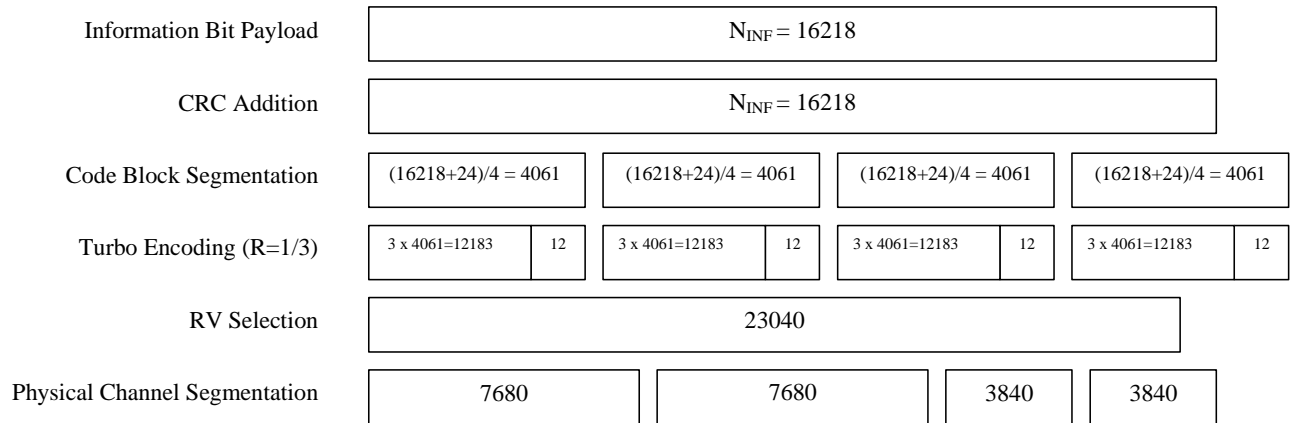 Information Bit Payload NINF = 16218
CRC Addition NINF = 16218
Code Block Segmentation (16218+24)/4 = 4061 (16218+24)/4 = 4061 (16218+24)/4 = 4061 (16218+24)/4 = 4061
Turbo Encoding (R=1/3) 3 x 4061=12183 12 3 x 4061=12183 12 3 x 4061=12183 12 3 x 4061=12183 12
RV Selection 23040
Physical Channel Segmentation 7680 7680 3840 3840